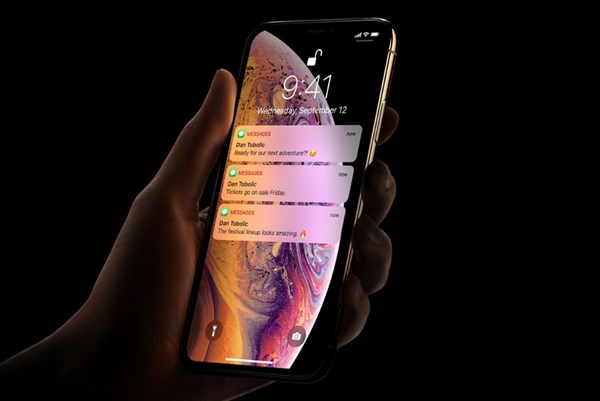 9:41
Wednesday, September 12
MESSAGES now
Dan Tobolic
Ready for our next adventure?! 😉
MESSAGES now
Dan Tobolic
Tickets go on sale Friday.
MESSAGES now
Dan Tobolic
The festival lineup looks amazing. 🔥